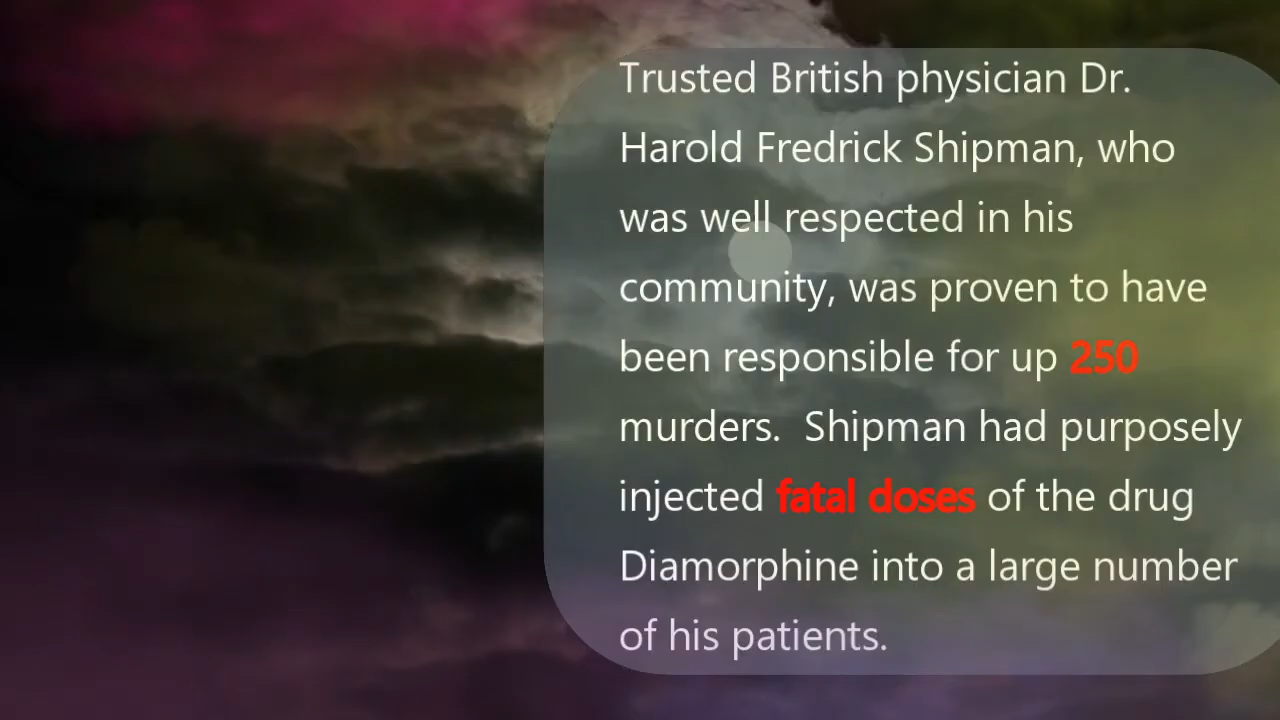 Trusted British physician Dr.
Harold Fredrick Shipman, who
was well respected in his
community, was proven to have
been responsible for up 250
murders.  Shipman had purposely
injected fatal doses of the drug
Diamorphine into a large number
of his patients.